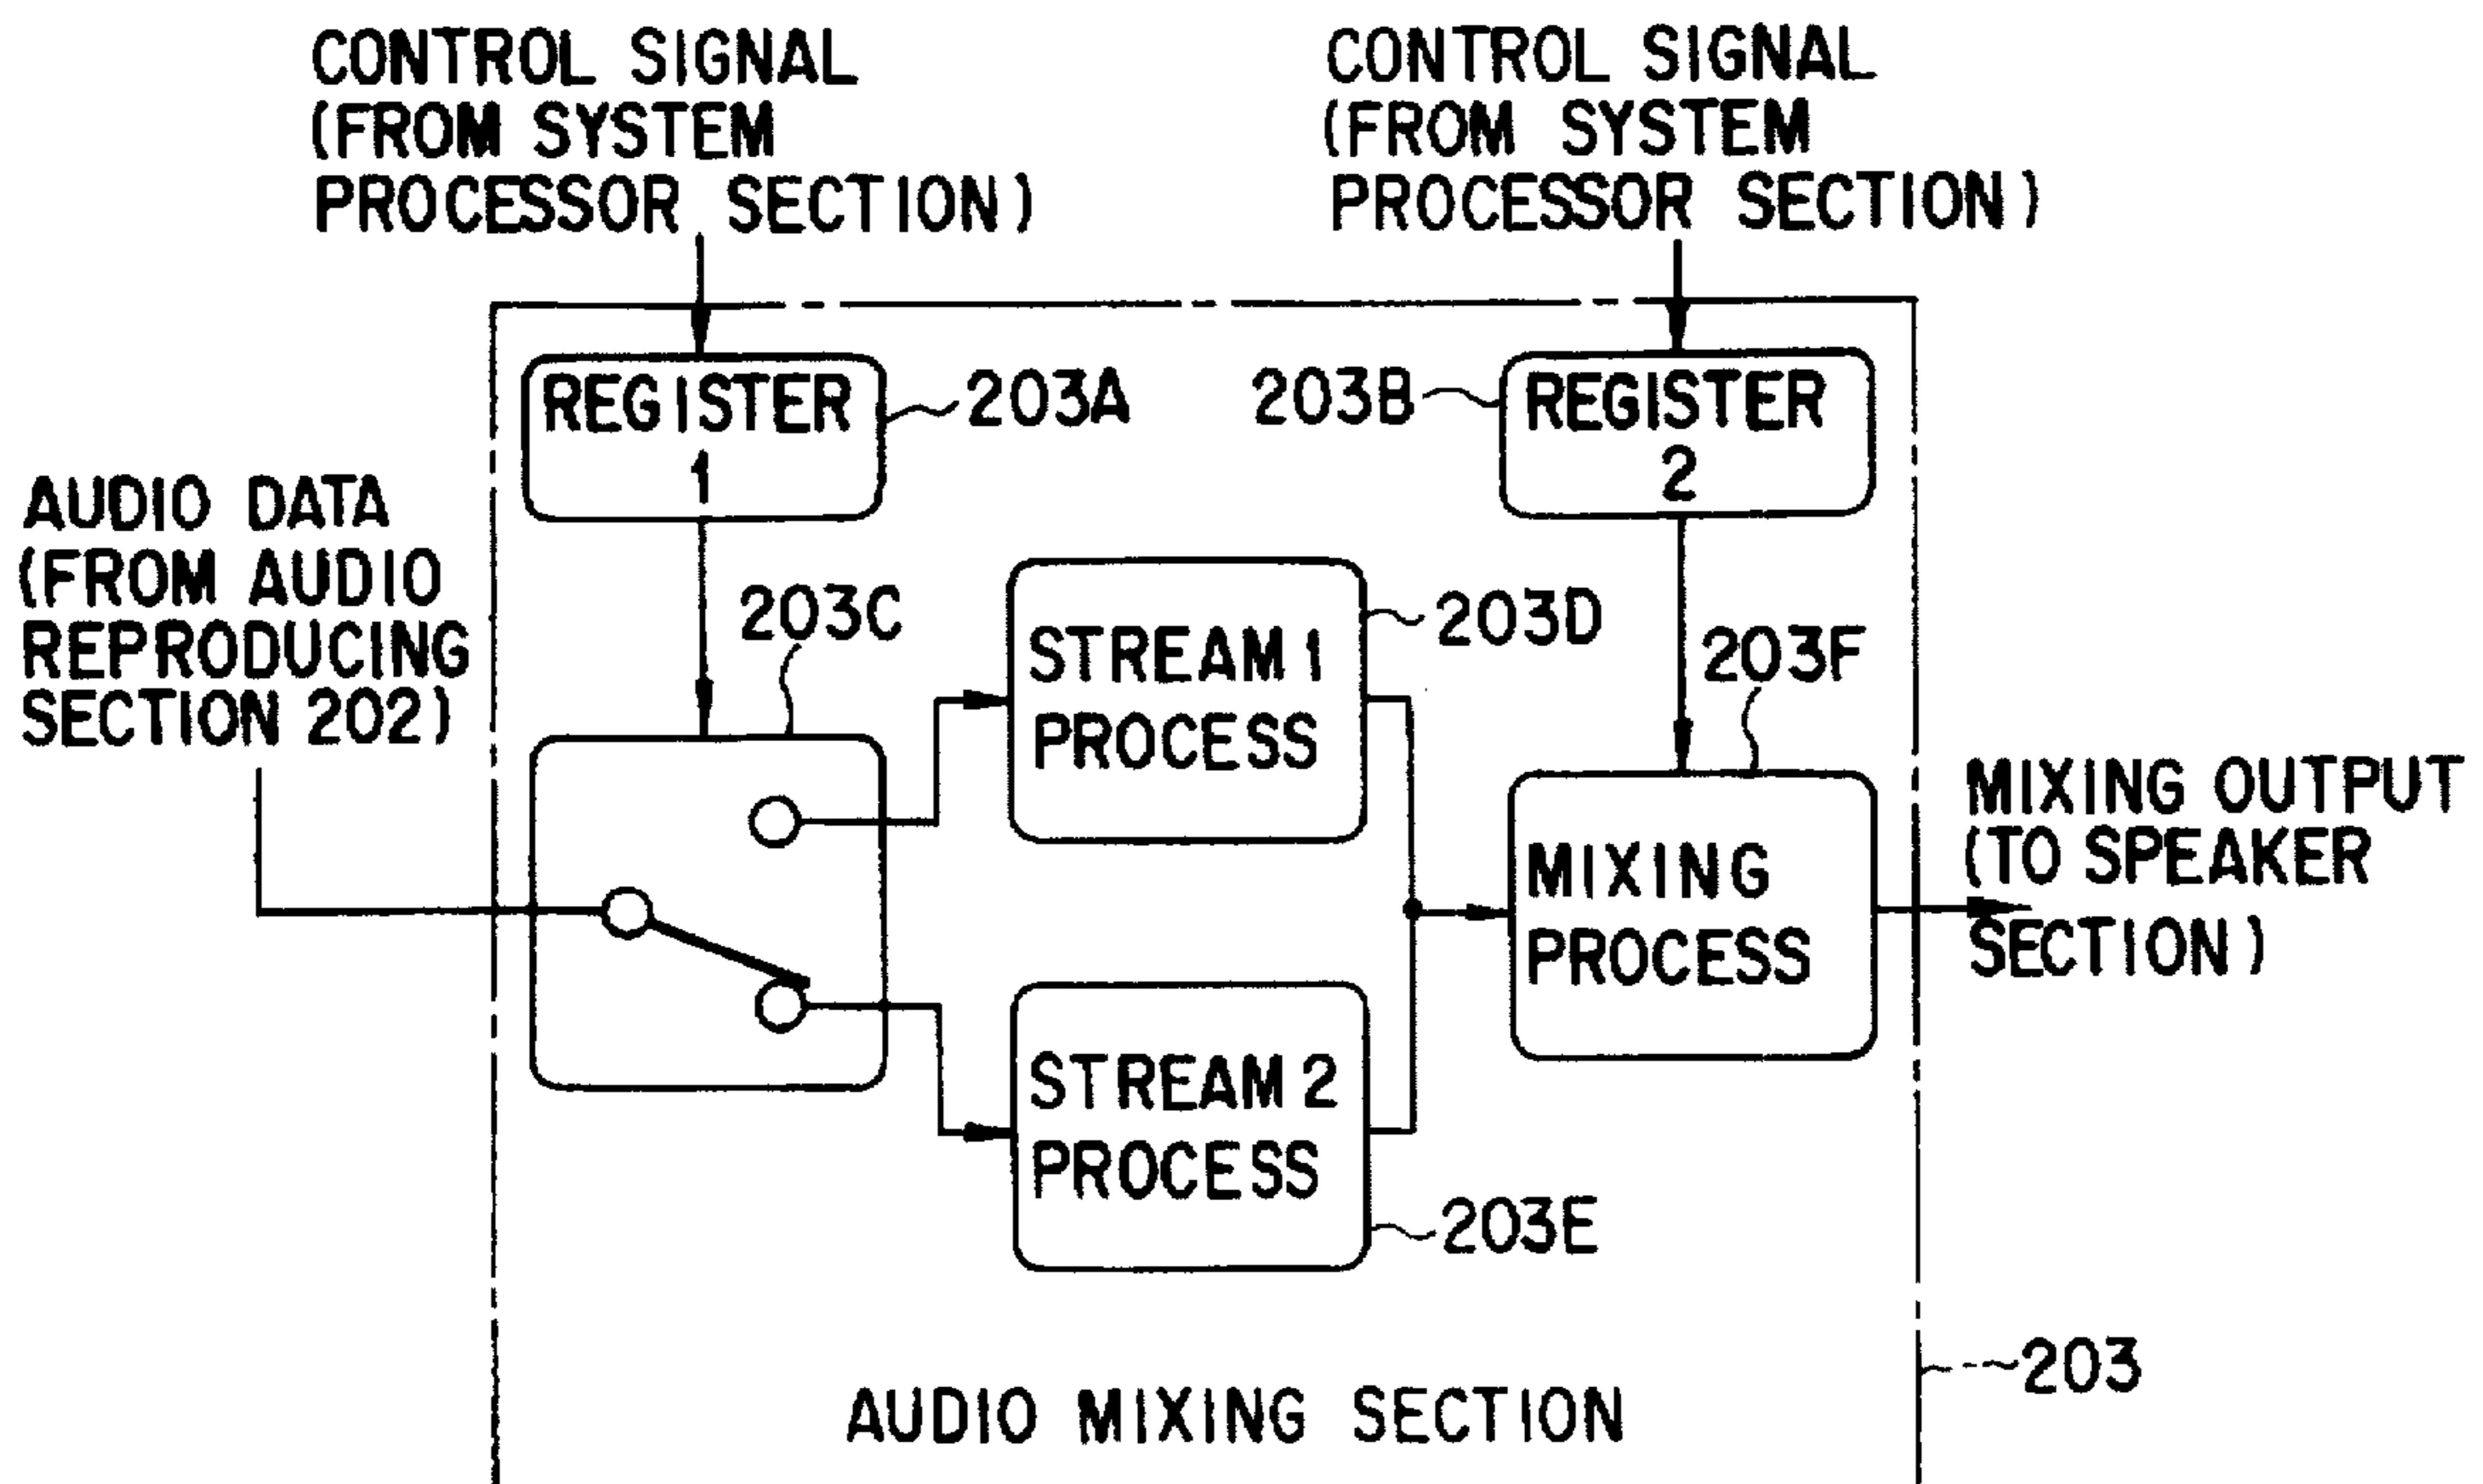 CONTROL SIGNAL
(FROM SYSTEM
PROCESSOR SECTION)
CONTROL SIGNAL
(FROM SYSTEM
PROCESSOR SECTION)
REGISTER
1
203A
203B
REGISTER
2
AUDIO DATA
(FROM AUDIO
REPRODUCING
SECTION 202)
203C
STREAM 1
PROCESS
203D
203F
MIXING
PROCESS
MIXING OUTPUT
(TO SPEAKER
SECTION)
STREAM 2
PROCESS
203E
203
AUDIO MIXING SECTION